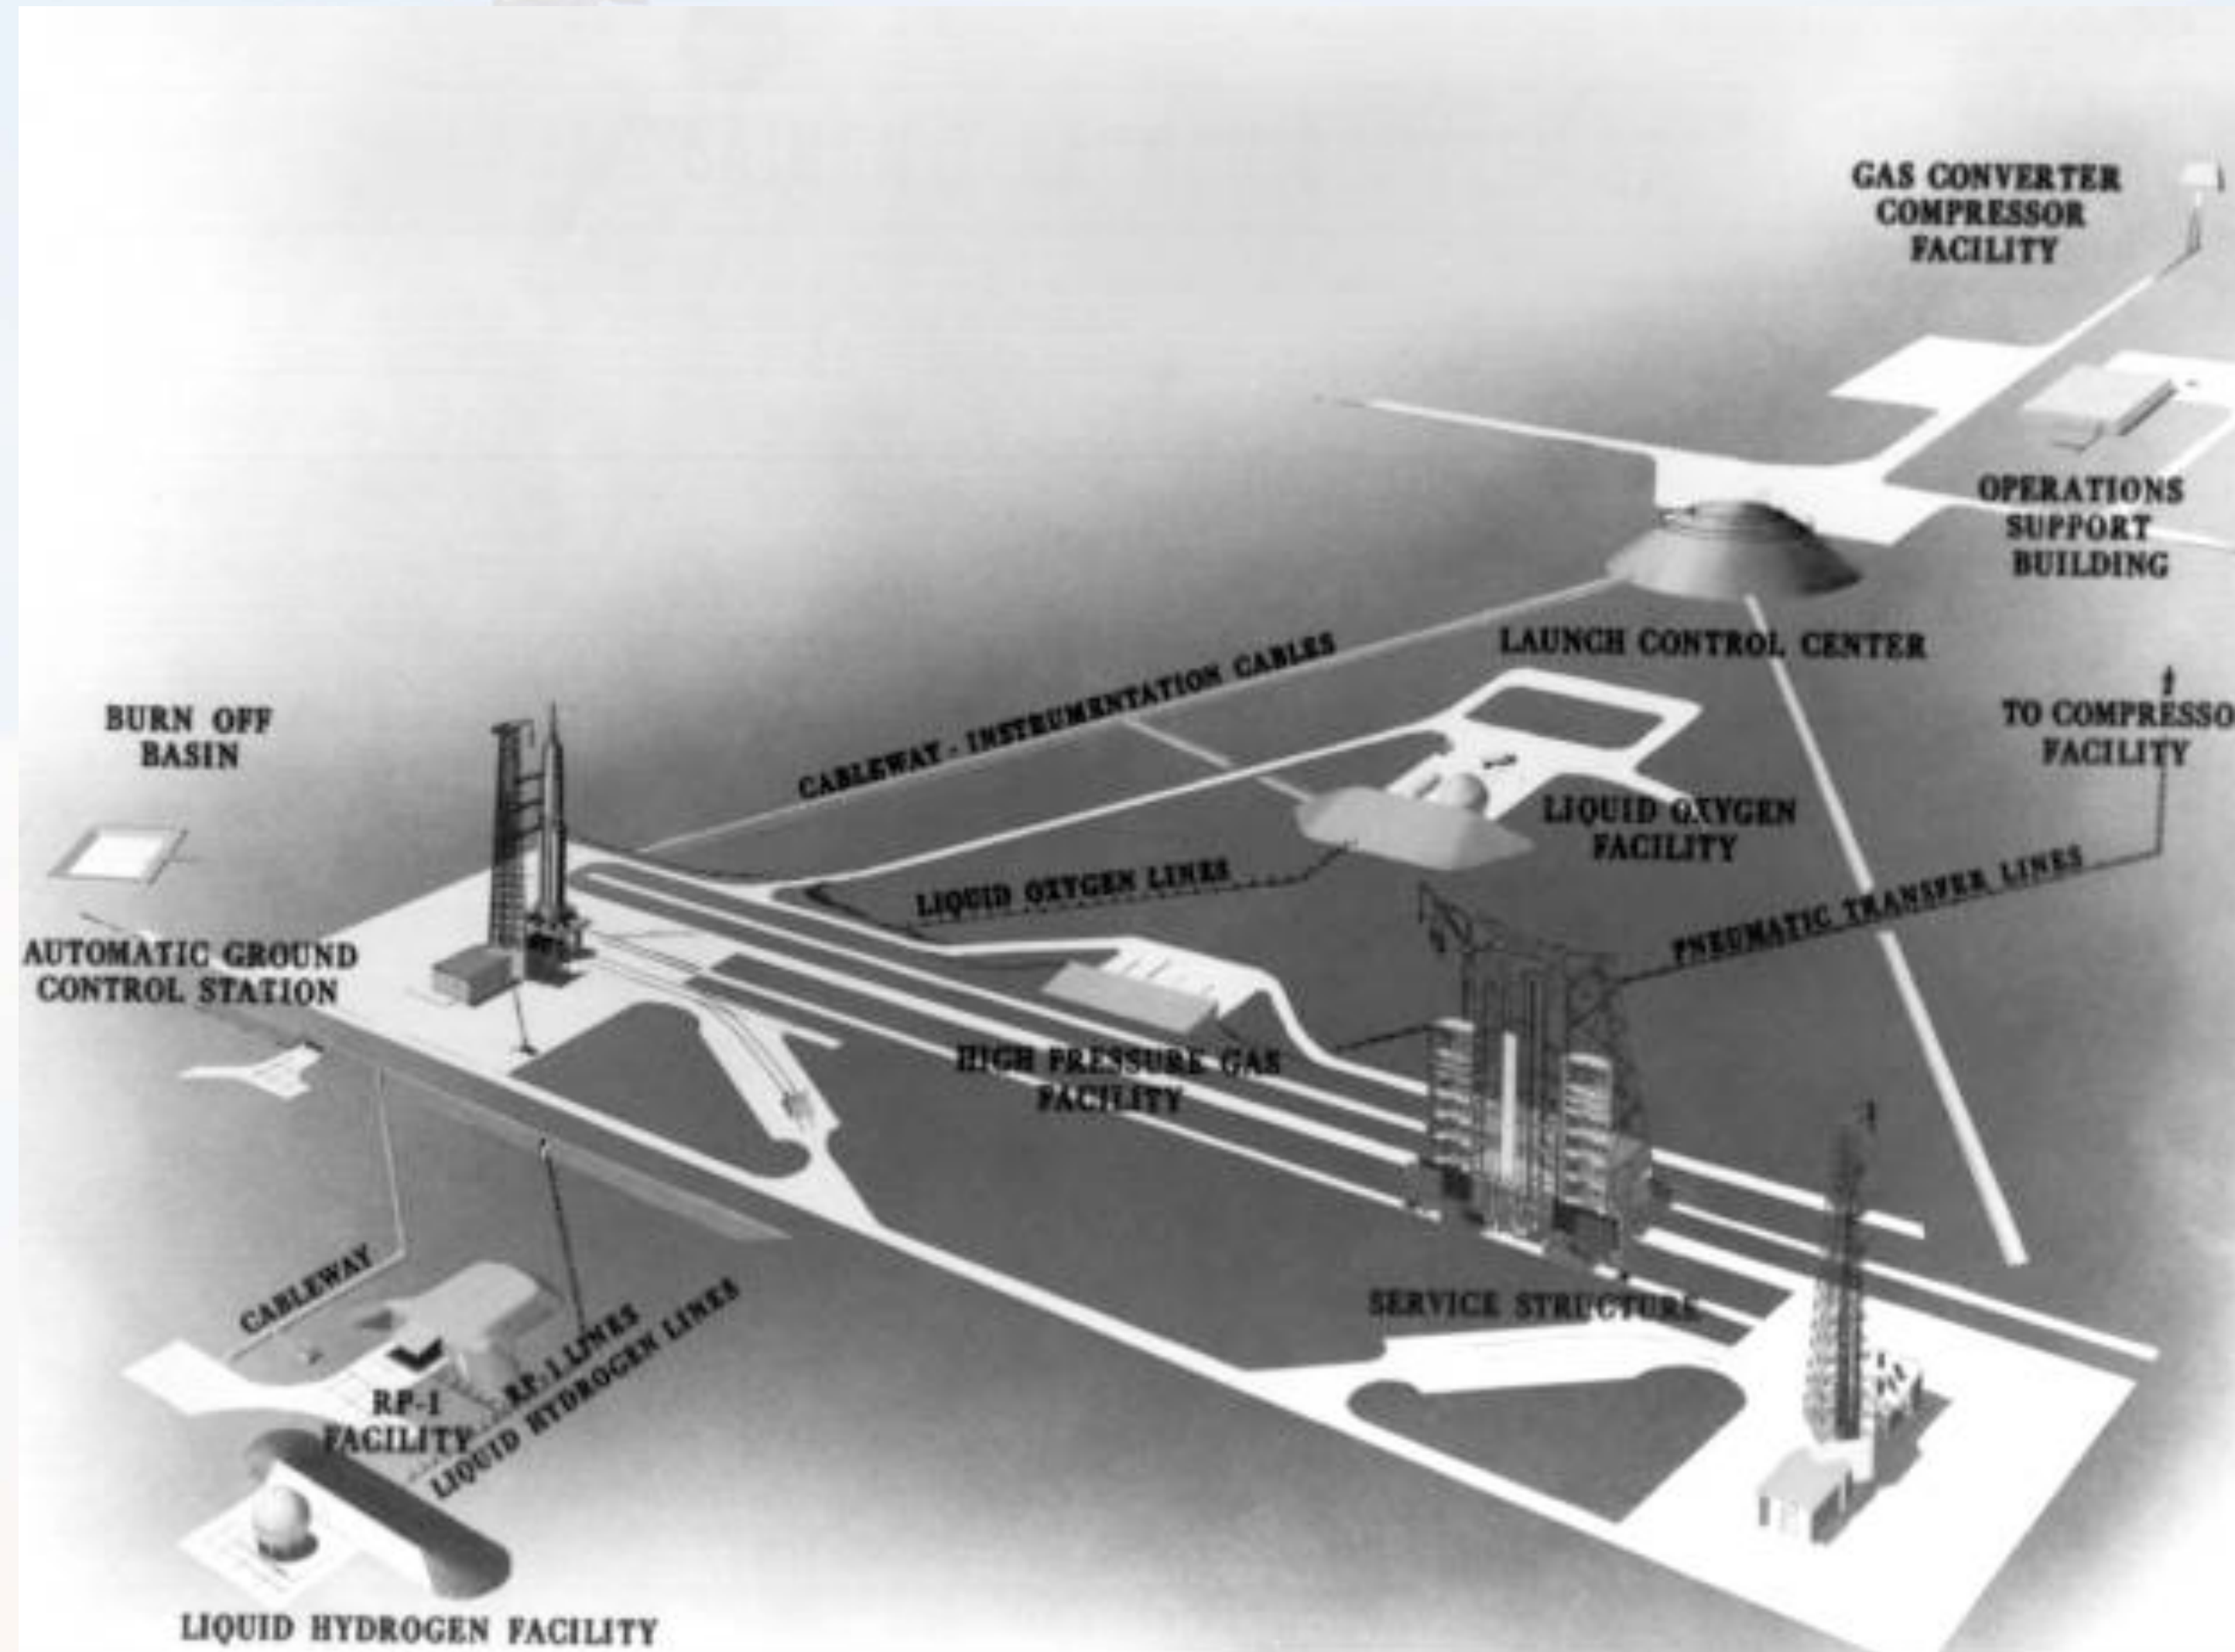 GAS CONVERTER
COMPRESSOR
FACILITY
OPERATIONS
SUPPORT
BUILDING
LAUNCH CONTROL CENTER
CABLEWAY - INSTRUMENTATION CABLES
TO COMPRESSO
FACILITY
BURN OFF
BASIN
LIQUID OXYGEN
FACILITY
LIQUID OXYGEN LINES
PNEUMATIC TRANSFER LINES
AUTOMATIC GROUND
CONTROL STATION
HIGH PRESSURE GAS
FACILITY
SERVICE STRUCTURE
CABLEWAY
RP-1 LINES
LIQUID HYDROGEN LINES
RP-1
FACILITY
LIQUID HYDROGEN FACILITY